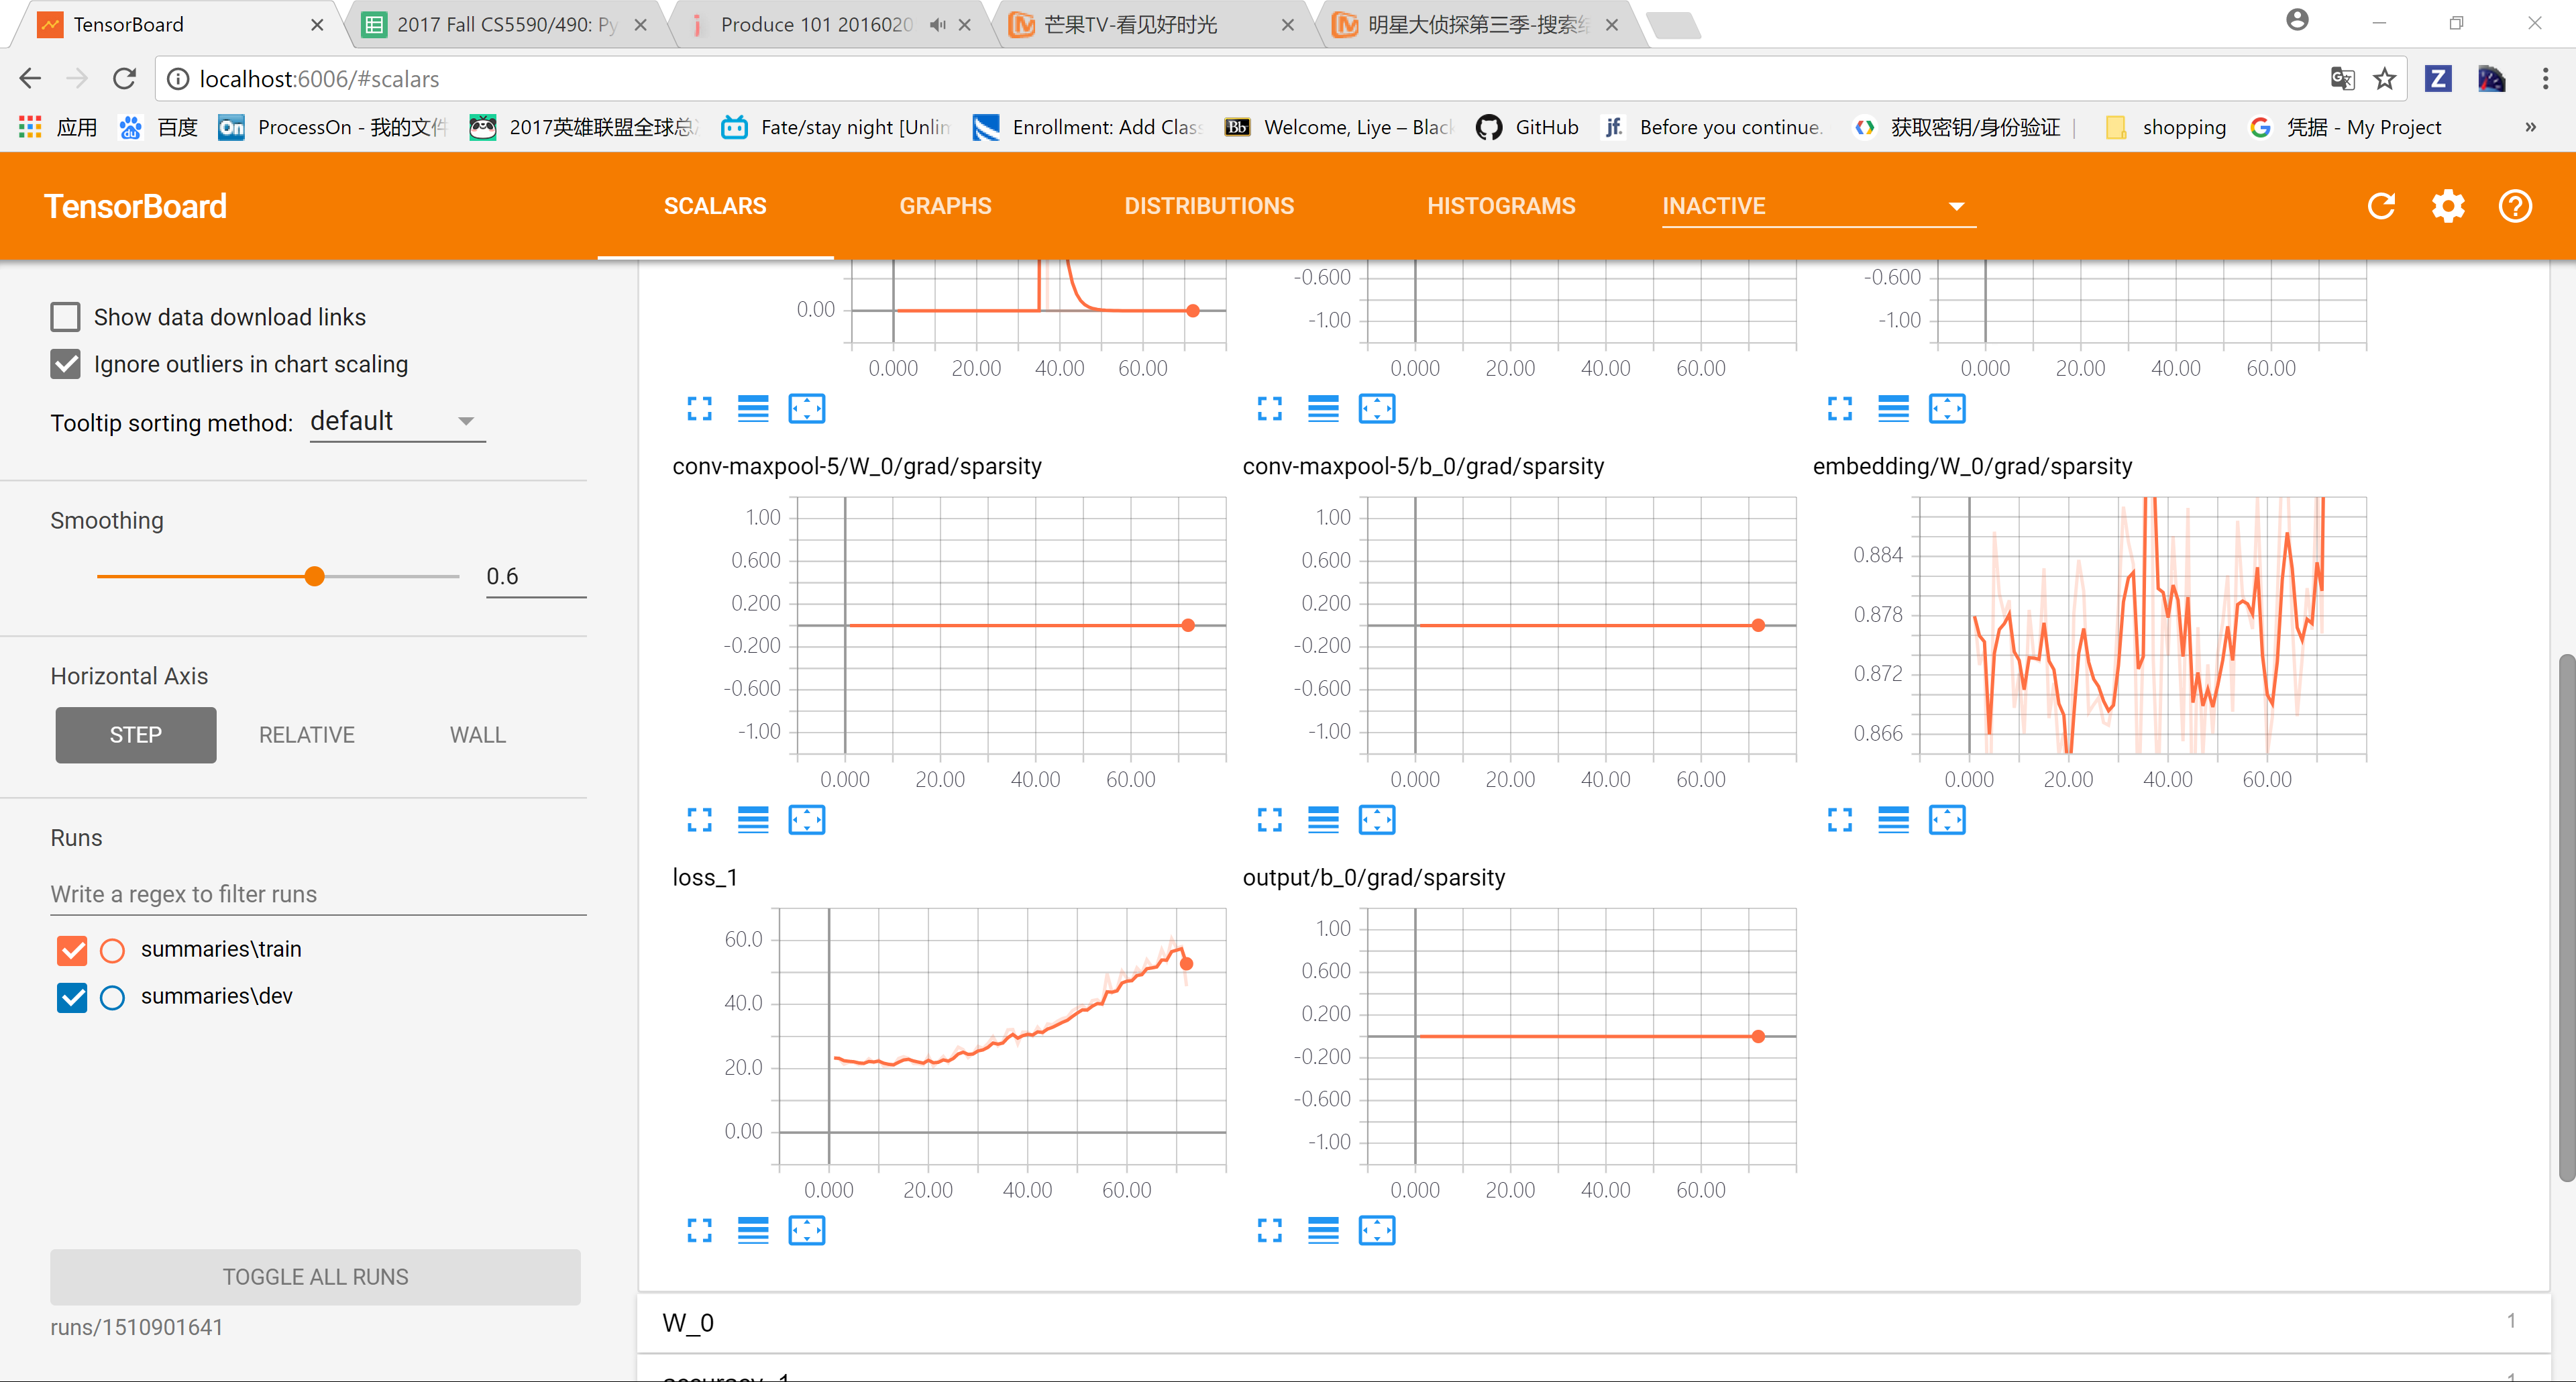 TensorBoard
2017 Fall CS5590/490: Py
Produce 101 2016020
芒果TV-看见好时光
明星大侦探第三季-搜索结
localhost:6006/#scalars
应用
百度
ProcessOn - 我的文件
2017英雄联盟全球总
Fate/stay night [Unlin
Enrollment: Add Clas
Welcome, Liye – Blac
GitHub
Before you continue.
获取密钥/身份验证 |
shopping
凭据 - My Project
»
TensorBoard
SCALARS
GRAPHS
DISTRIBUTIONS
HISTOGRAMS
INACTIVE
Show data download links
Ignore outliers in chart scaling
Tooltip sorting method: default
Smoothing
0.6
Horizontal Axis
STEP
RELATIVE
WALL
Runs
Write a regex to filter runs
summaries\train
summaries\dev
TOGGLE ALL RUNS
runs/1510901641
0.00
0.000 20.00 40.00 60.00
-0.600
-1.00
0.000 20.00 40.00 60.00
-0.600
-1.00
0.000 20.00 40.00 60.00
conv-maxpool-5/W_0/grad/sparsity
1.00
0.600
0.200
-0.200
-0.600
-1.00
0.000 20.00 40.00 60.00
conv-maxpool-5/b_0/grad/sparsity
1.00
0.600
0.200
-0.200
-0.600
-1.00
0.000 20.00 40.00 60.00
embedding/W_0/grad/sparsity
0.884
0.878
0.872
0.866
0.000 20.00 40.00 60.00
loss_1
60.0
40.0
20.0
0.00
0.000 20.00 40.00 60.00
output/b_0/grad/sparsity
1.00
0.600
0.200
-0.200
-0.600
-1.00
0.000 20.00 40.00 60.00
W_0
1
accuracy_1
1